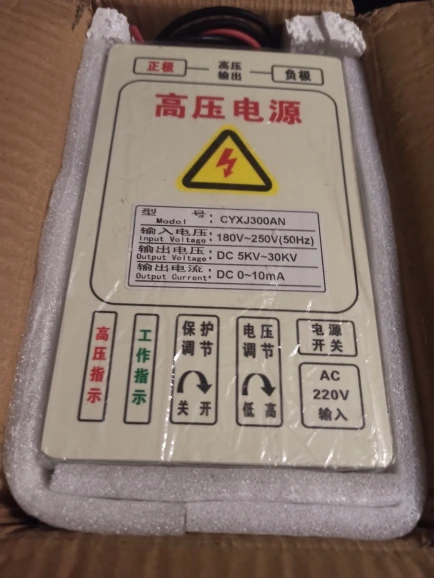 正极 高压 输出 负极
高压电源
型 号: CYXJ300AN
Model
输入电压: 180V~250V(50Hz)
Input Voltage:
输出电压: DC 5KV~30KV
Output Voltage:
输出电流: DC 0~10mA
Output Current:
高压指示
工作指示
保护
调节
关 开
电压
调节
低 高
电源
开关
AC
220V
输入